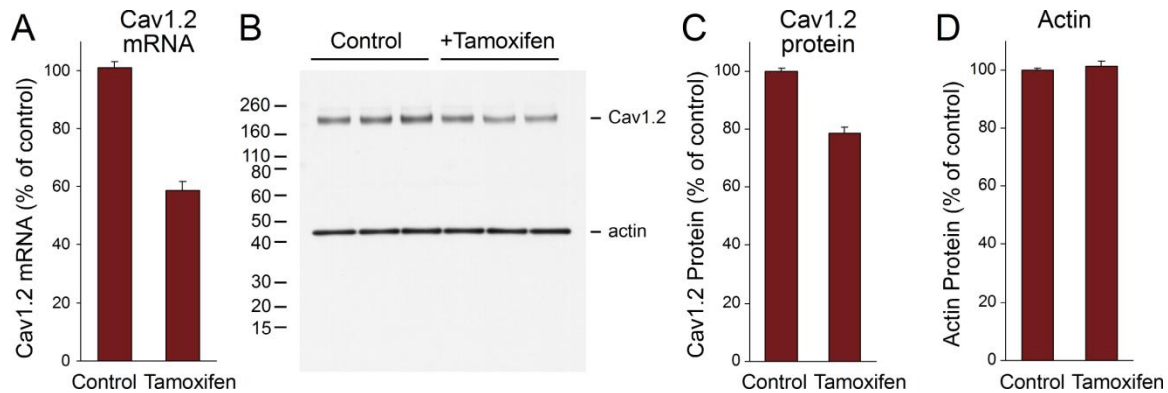 A
Cav1.2
mRNA
Cav1.2 mRNA (% of control)
100
80
60
40
20
0
Control Tamoxifen
B
Control +Tamoxifen
260
160
110
80
60
50
40
30
20
15
Cav1.2
actin
C
Cav1.2
protein
Cav1.2 Protein (% of control)
100
80
60
40
20
0
Control Tamoxifen
D
Actin
Actin Protein (% of control)
100
80
60
40
20
0
Control Tamoxifen